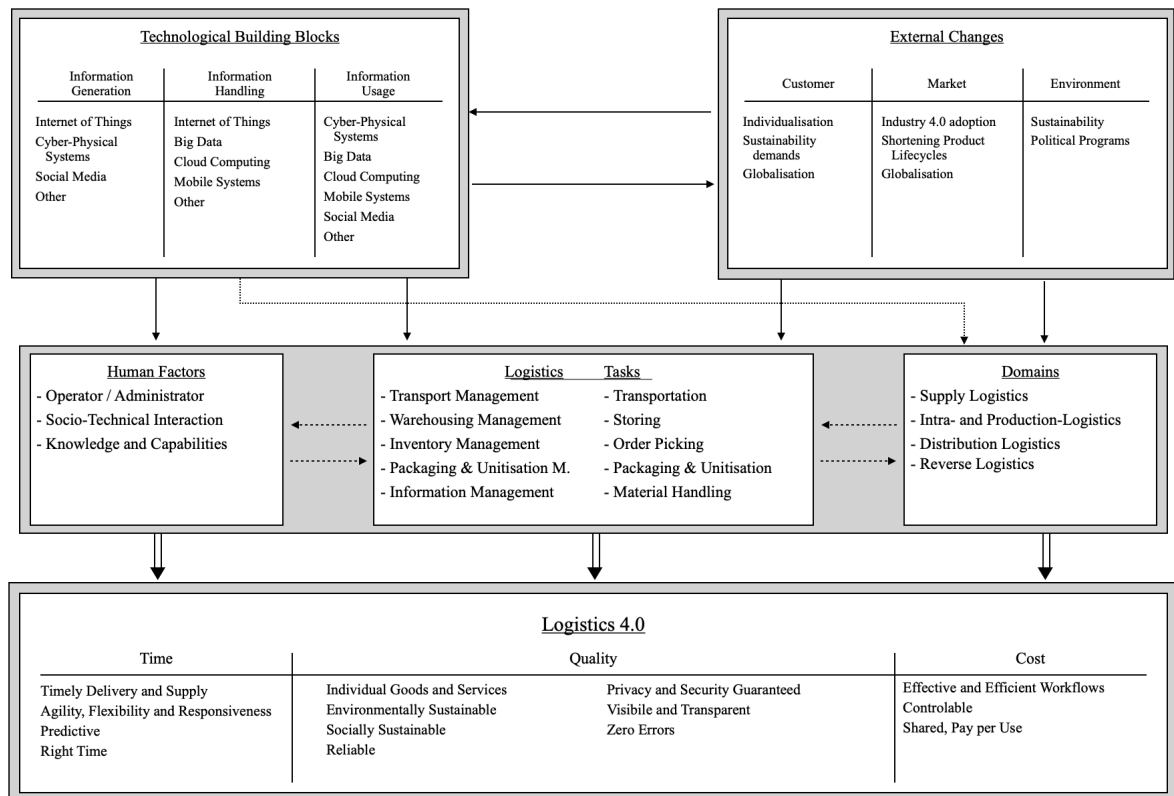 Technological Building Blocks
Information
Generation
Internet of Things
Cyber-Physical
Systems
Social Media
Other
Information
Handling
Internet of Things
Big Data
Cloud Computing
Mobile Systems
Other
Information
Usage
Cyber-Physical
Systems
Big Data
Cloud Computing
Mobile Systems
Social Media
Other
External Changes
Customer
Individualisation
Sustainability
demands
Globalisation
Market
Industry 4.0 adoption
Shortening Product
Lifecycles
Globalisation
Environment
Sustainability
Political Programs
Human Factors
- Operator / Administrator
- Socio-Technical Interaction
- Knowledge and Capabilities
Logistics Tasks
- Transport Management
- Warehousing Management
- Inventory Management
- Packaging & Unitisation M.
- Information Management
- Transportation
- Storing
- Order Picking
- Packaging & Unitisation
- Material Handling
Domains
- Supply Logistics
- Intra- and Production-Logistics
- Distribution Logistics
- Reverse Logistics
Logistics 4.0
Time
Timely Delivery and Supply
Agility, Flexibility and Responsiveness
Predictive
Right Time
Quality
Individual Goods and Services
Environmentally Sustainable
Socially Sustainable
Reliable
Privacy and Security Guaranteed
Visibile and Transparent
Zero Errors
Cost
Effective and Efficient Workflows
Controlable
Shared, Pay per Use